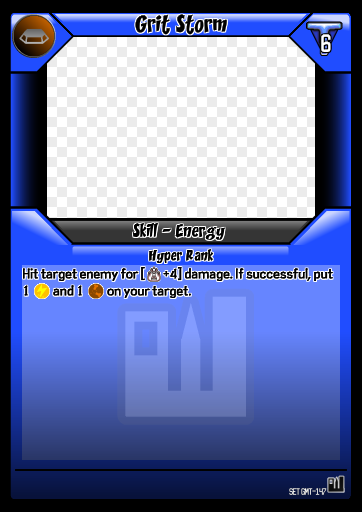 Grit Storm
6
Skill - Energy
Hyper Rank
Hit target enemy for [ +4] damage. If successful, put
1 and 1 on your target.
SET GMT-147